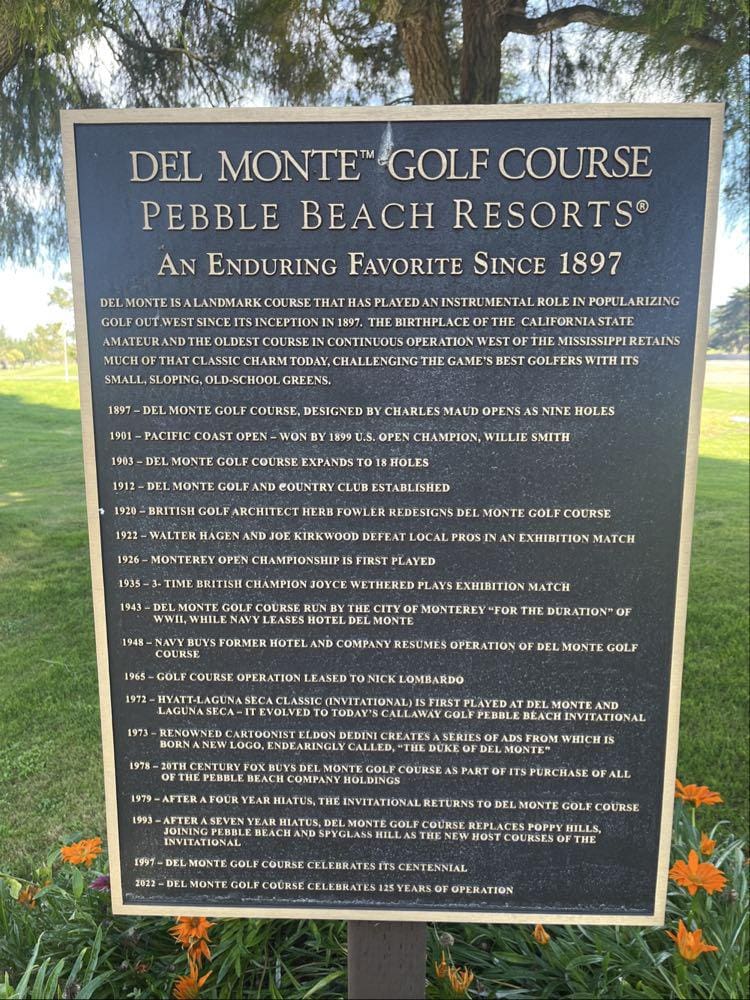 DEL MONTE™ GOLF COURSE
PEBBLE BEACH RESORTS®
AN ENDURING FAVORITE SINCE 1897
DEL MONTE IS A LANDMARK COURSE THAT HAS PLAYED AN INSTRUMENTAL ROLE IN POPULARIZING
GOLF OUT WEST SINCE ITS INCEPTION IN 1897. THE BIRTHPLACE OF THE CALIFORNIA STATE
AMATEUR AND THE OLDEST COURSE IN CONTINUOUS OPERATION WEST OF THE MISSISSIPPI RETAINS
MUCH OF THAT CLASSIC CHARM TODAY, CHALLENGING THE GAME'S BEST GOLFERS WITH ITS
SMALL, SLOPING, OLD-SCHOOL GREENS.
1897 – DEL MONTE GOLF COURSE, DESIGNED BY CHARLES MAUD OPENS AS NINE HOLES
1901 – PACIFIC COAST OPEN – WON BY 1899 U.S. OPEN CHAMPION, WILLIE SMITH
1903 – DEL MONTE GOLF COURSE EXPANDS TO 18 HOLES
1912 – DEL MONTE GOLF AND COUNTRY CLUB ESTABLISHED
1920 – BRITISH GOLF ARCHITECT HERB FOWLER REDESIGNS DEL MONTE GOLF COURSE
1922 – WALTER HAGEN AND JOE KIRKWOOD DEFEAT LOCAL PROS IN AN EXHIBITION MATCH
1926 – MONTEREY OPEN CHAMPIONSHIP IS FIRST PLAYED
1935 – 3- TIME BRITISH CHAMPION JOYCE WETHERED PLAYS EXHIBITION MATCH
1943 – DEL MONTE GOLF COURSE RUN BY THE CITY OF MONTEREY "FOR THE DURATION" OF
WWII, WHILE NAVY LEASES HOTEL DEL MONTE
1948 – NAVY BUYS FORMER HOTEL AND COMPANY RESUMES OPERATION OF DEL MONTE GOLF
COURSE
1965 – GOLF COURSE OPERATION LEASED TO NICK LOMBARDO
1972 – HYATT-LAGUNA SECA CLASSIC (INVITATIONAL) IS FIRST PLAYED AT DEL MONTE AND
LAGUNA SECA – IT EVOLVED TO TODAY'S CALLAWAY GOLF PEBBLE BEACH INVITATIONAL
1973 – RENOWNED CARTOONIST ELDON DEDINI CREATES A SERIES OF ADS FROM WHICH IS
BORN A NEW LOGO, ENDEARINGLY CALLED, "THE DUKE OF DEL MONTE"
1978 – 20TH CENTURY FOX BUYS DEL MONTE GOLF COURSE AS PART OF ITS PURCHASE OF ALL
OF THE PEBBLE BEACH COMPANY HOLDINGS
1979 – AFTER A FOUR YEAR HIATUS, THE INVITATIONAL RETURNS TO DEL MONTE GOLF COURSE
1993 – AFTER A SEVEN YEAR HIATUS, DEL MONTE GOLF COURSE REPLACES POPPY HILLS,
JOINING PEBBLE BEACH AND SPYGLASS HILL AS THE NEW HOST COURSES OF THE
INVITATIONAL
1997 – DEL MONTE GOLF COURSE CELEBRATES ITS CENTENNIAL
2022 – DEL MONTE GOLF COURSE CELEBRATES 125 YEARS OF OPERATION